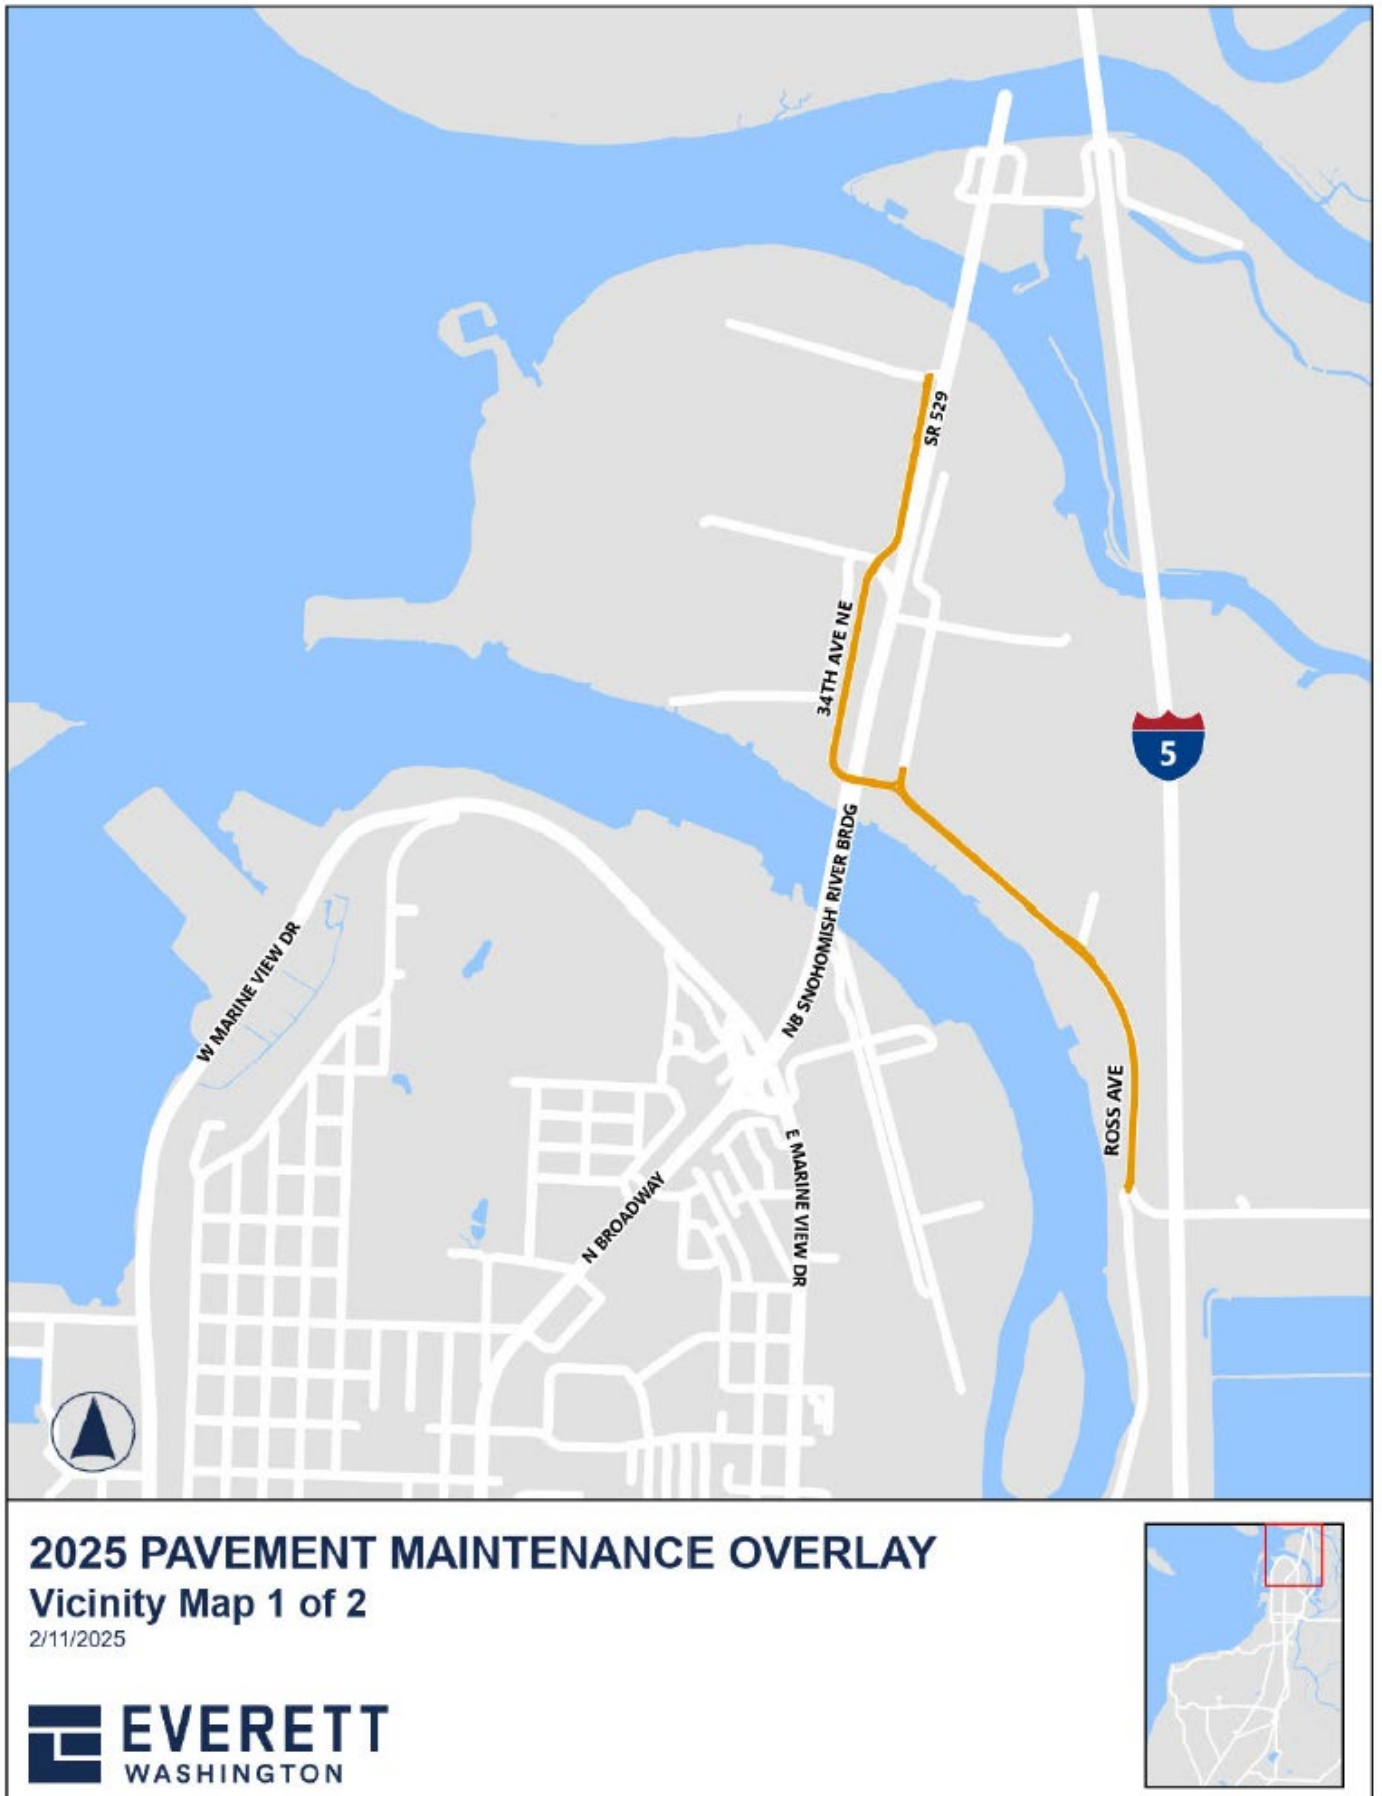 SR 529
34TH AVE NE
5
NB SNOHOMISH RIVER BRDG
W MARINE VIEW DR
ROSS AVE
E MARINE VIEW DR
N BROADWAY
2025 PAVEMENT MAINTENANCE OVERLAY
Vicinity Map 1 of 2
2/11/2025
EVERETT
WASHINGTON